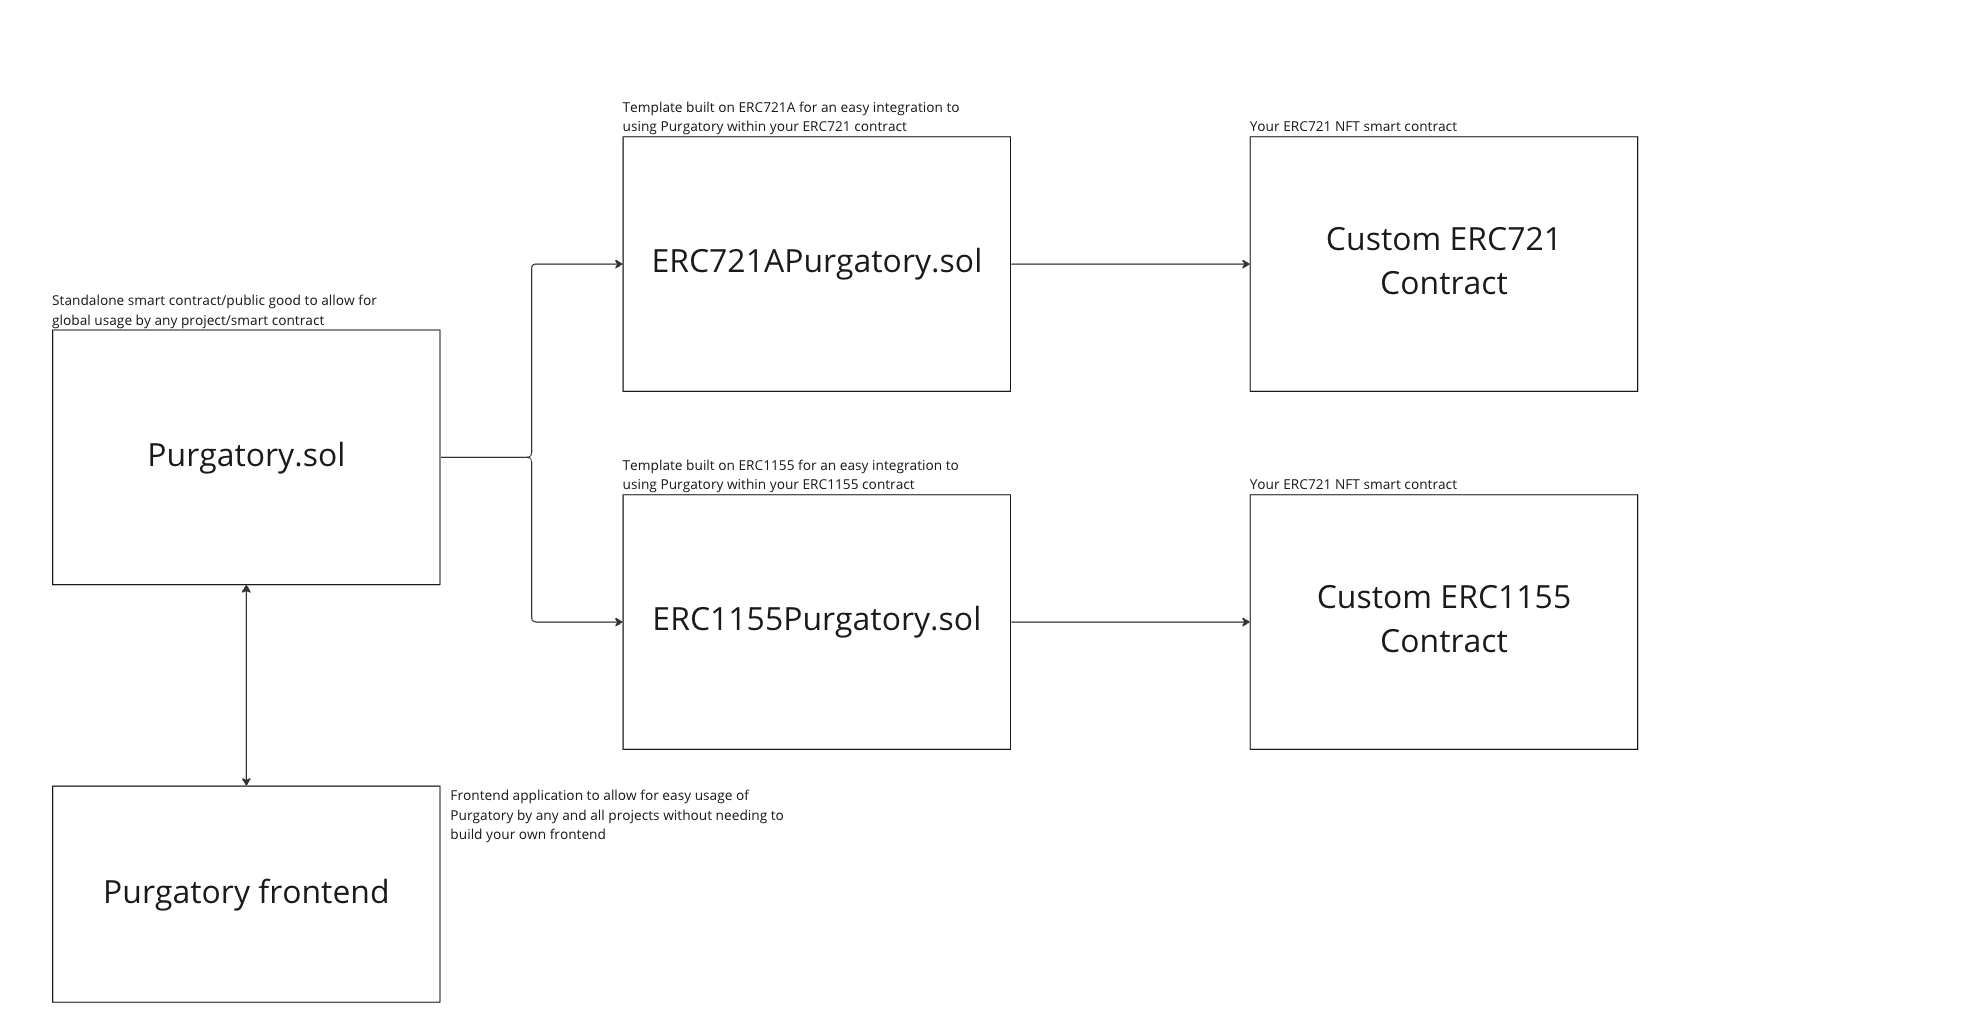 Template built on ERC721A for an easy integration to
using Purgatory within your ERC721 contract
ERC721APurgatory.sol
Your ERC721 NFT smart contract
Custom ERC721
Contract
Standalone smart contract/public good to allow for
global usage by any project/smart contract
Purgatory.sol
Template built on ERC1155 for an easy integration to
using Purgatory within your ERC1155 contract
ERC1155Purgatory.sol
Your ERC721 NFT smart contract
Custom ERC1155
Contract
Frontend application to allow for easy usage of
Purgatory by any and all projects without needing to
build your own frontend
Purgatory frontend